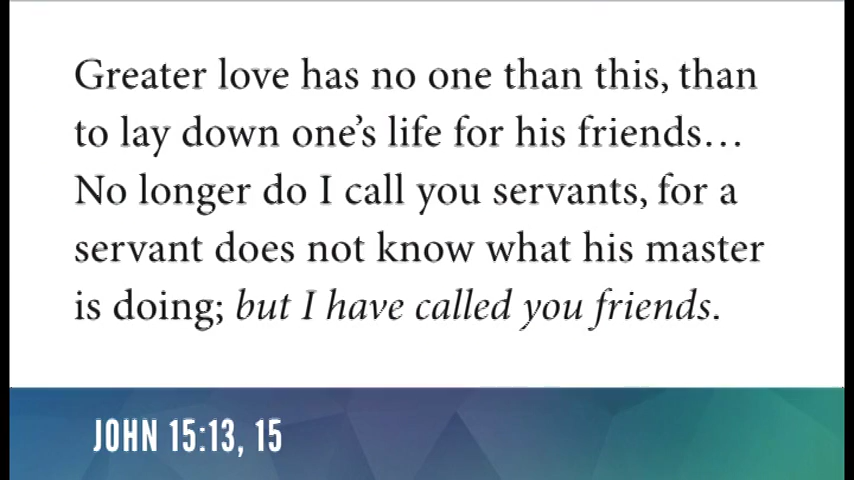 Greater love has no one than this, than
to lay down one’s life for his friends…
No longer do I call you servants, for a
servant does not know what his master
is doing; but I have called you friends.
JOHN 15:13, 15